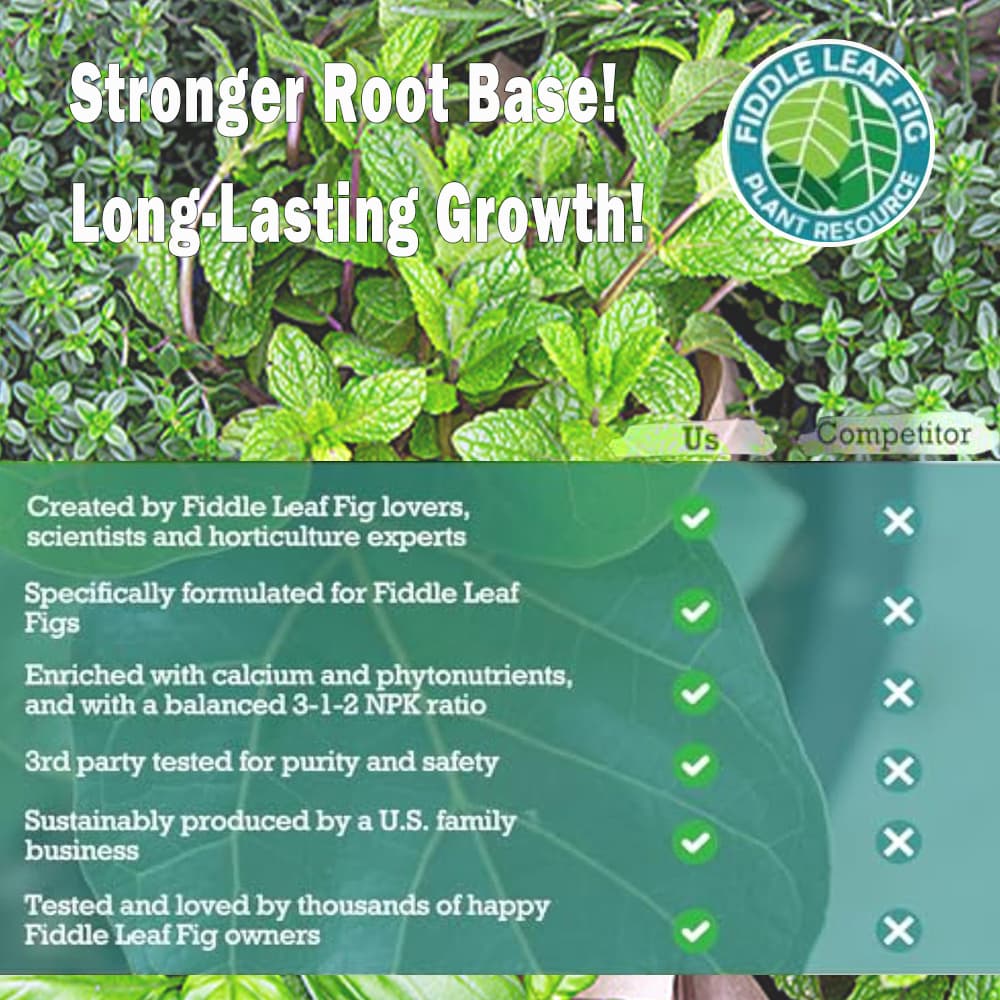 Stronger Root Base!
Long-Lasting Growth!
FIDDLE LEAF FIG
PLANT RESOURCE
Us
Competitor
Created by Fiddle Leaf Fig lovers,
scientists and horticulture experts
Specifically formulated for Fiddle Leaf
Figs
Enriched with calcium and phytonutrients,
and with a balanced 3-1-2 NPK ratio
3rd party tested for purity and safety
Sustainably produced by a U.S. family
business
Tested and loved by thousands of happy
Fiddle Leaf Fig owners